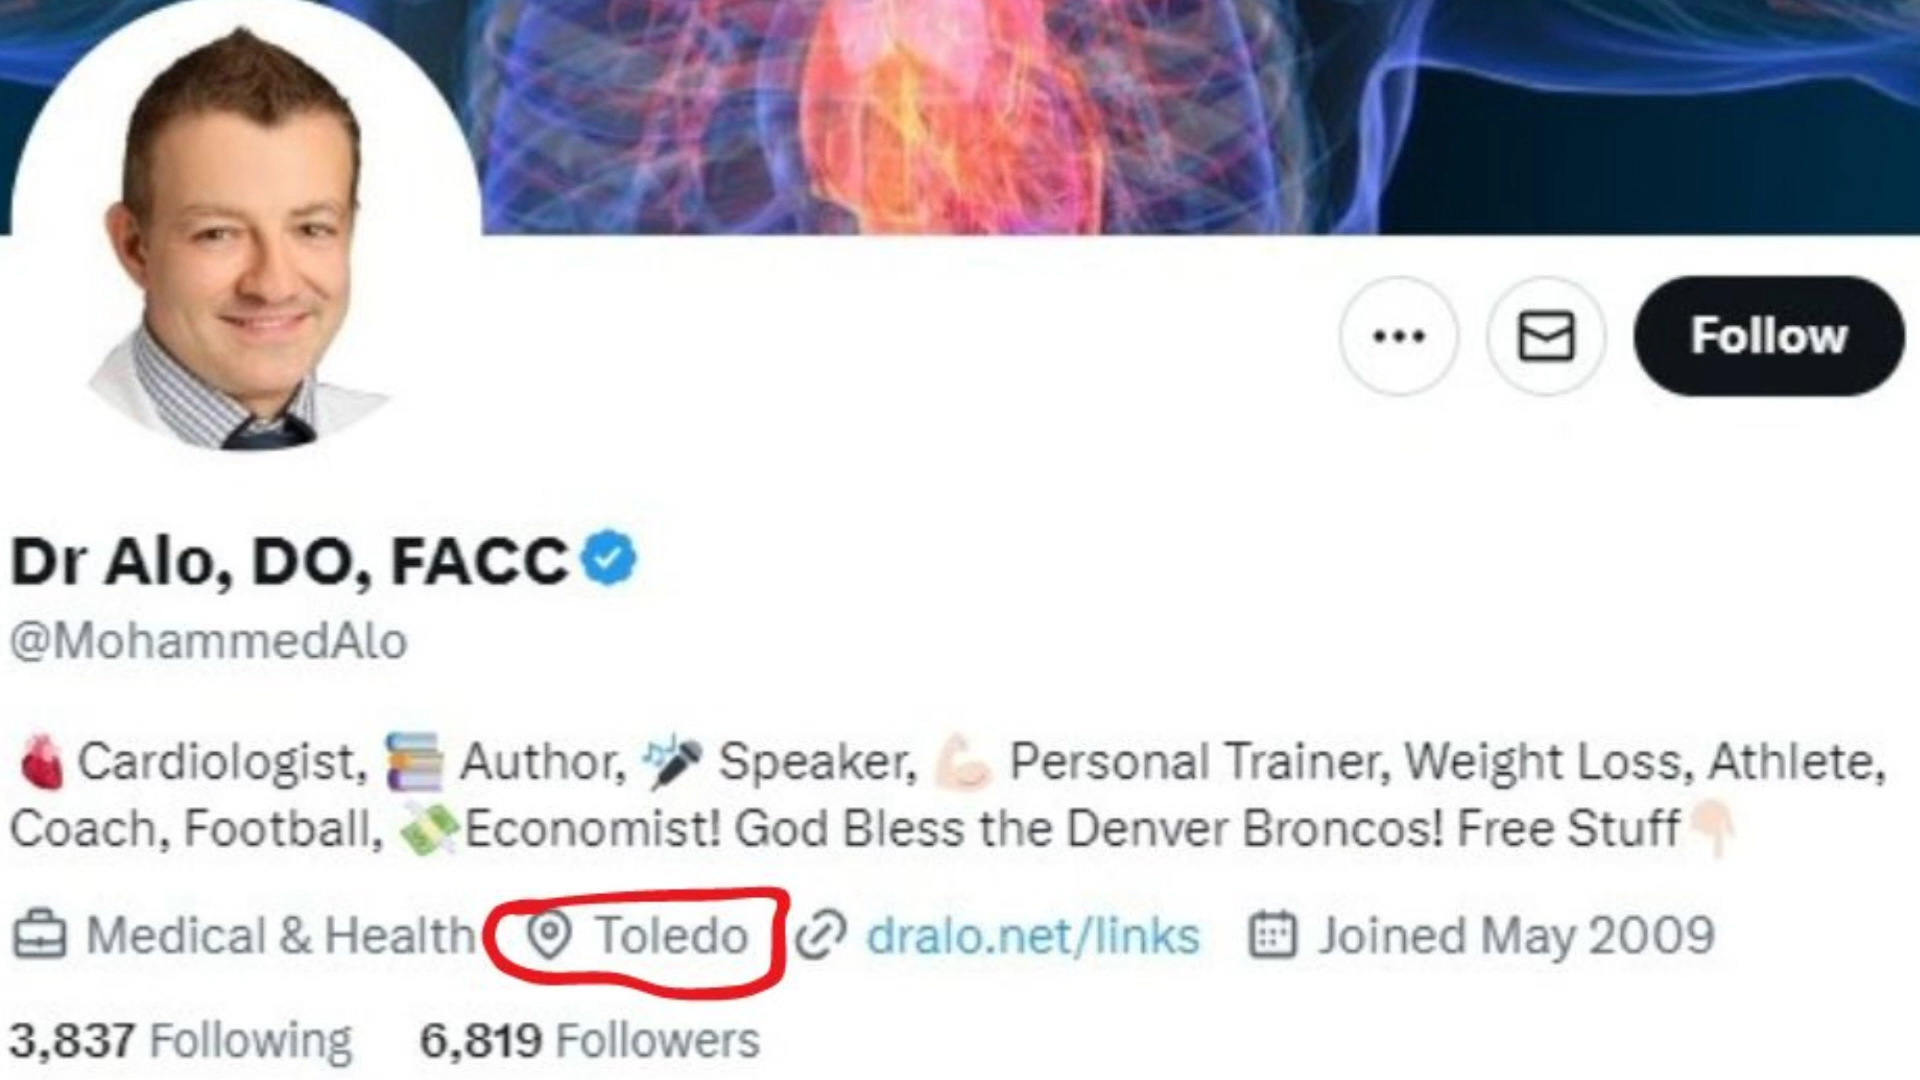 Follow
Dr Alo, DO, FACC
@MohammedAlo
🫀 Cardiologist, 📚 Author, 🎤 Speaker, 💪🏻 Personal Trainer, Weight Loss, Athlete,
Coach, Football, 💸Economist! God Bless the Denver Broncos! Free Stuff👇🏻
Medical & Health Toledo dralo.net/links Joined May 2009
3,837 Following 6,819 Followers